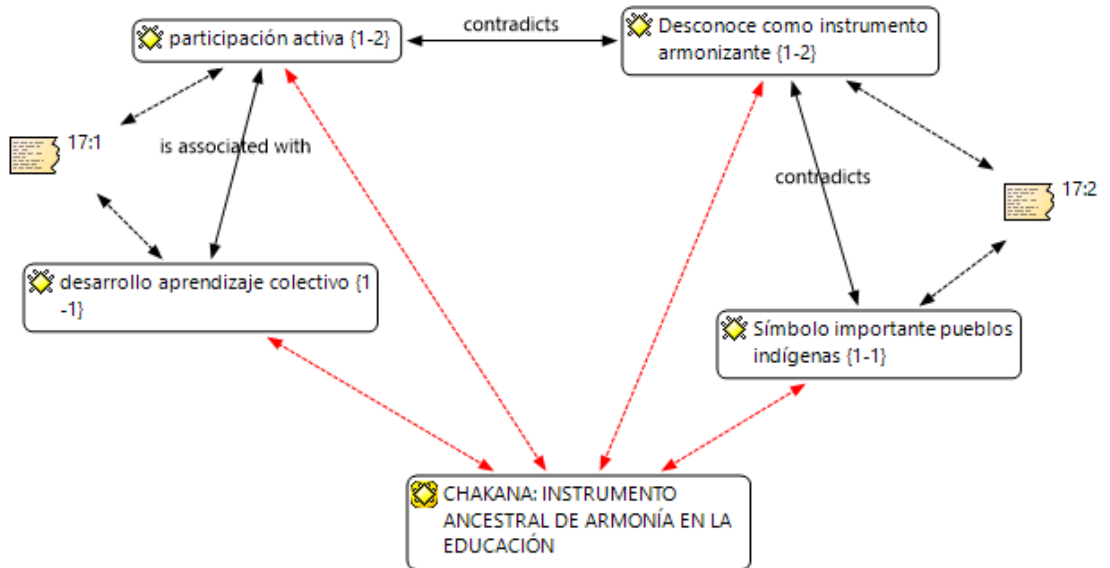 participación activa {1-2}
contradicts
Desconoce como instrumento
armonizante {1-2}
17:1
is associated with
contradicts
17:2
desarrollo aprendizaje colectivo {1
-1}
Símbolo importante pueblos
indígenas {1-1}
CHAKANA: INSTRUMENTO
ANCESTRAL DE ARMONÍA EN LA
EDUCACIÓN